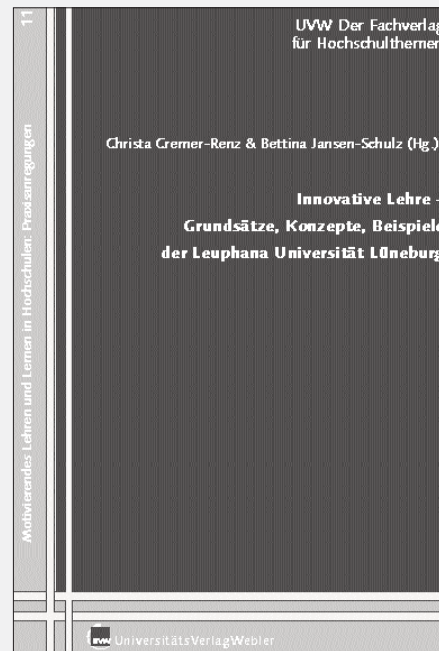 11
UVW Der Fachverlag
für Hochschulthemen
Christa Cremer-Renz & Bettina Jansen-Schulz (Hg.)
Innovative Lehre -
Grundsätze, Konzepte, Beispiele
der Leuphana Universität Lüneburg
Motivierendes Lehren und Lernen in Hochschulen: Praxisanregungen
UVW UniversitätsVerlagWebler